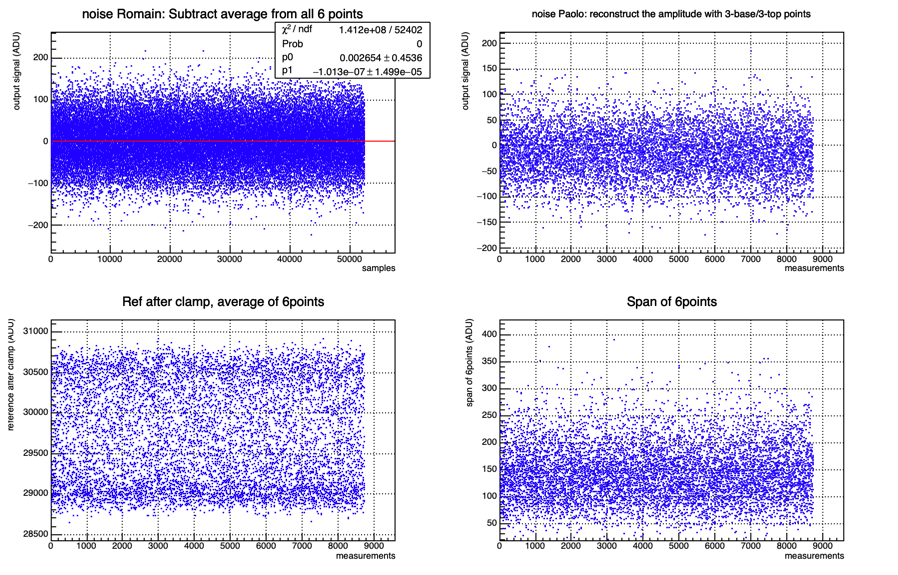 noise Romain: Subtract average from all 6 points
χ² / ndf 1.412e+08 / 52402
Prob 0
p0 0.002654 ± 0.4536
p1 −1.013e−07 ± 1.499e−05
output signal (ADU)
200
100
0
−100
−200
0 10000 20000 30000 40000 50000
samples
noise Paolo: reconstruct the amplitude with 3-base/3-top points
output signal (ADU)
200
150
100
50
0
−50
−100
−150
−200
0 1000 2000 3000 4000 5000 6000 7000 8000 9000
measurements
Ref after clamp, average of 6points
reference after clamp (ADU)
31000
30500
30000
29500
29000
28500
0 1000 2000 3000 4000 5000 6000 7000 8000 9000
measurements
Span of 6points
span of 6points (ADU)
400
350
300
250
200
150
100
50
0 1000 2000 3000 4000 5000 6000 7000 8000 9000
measurements